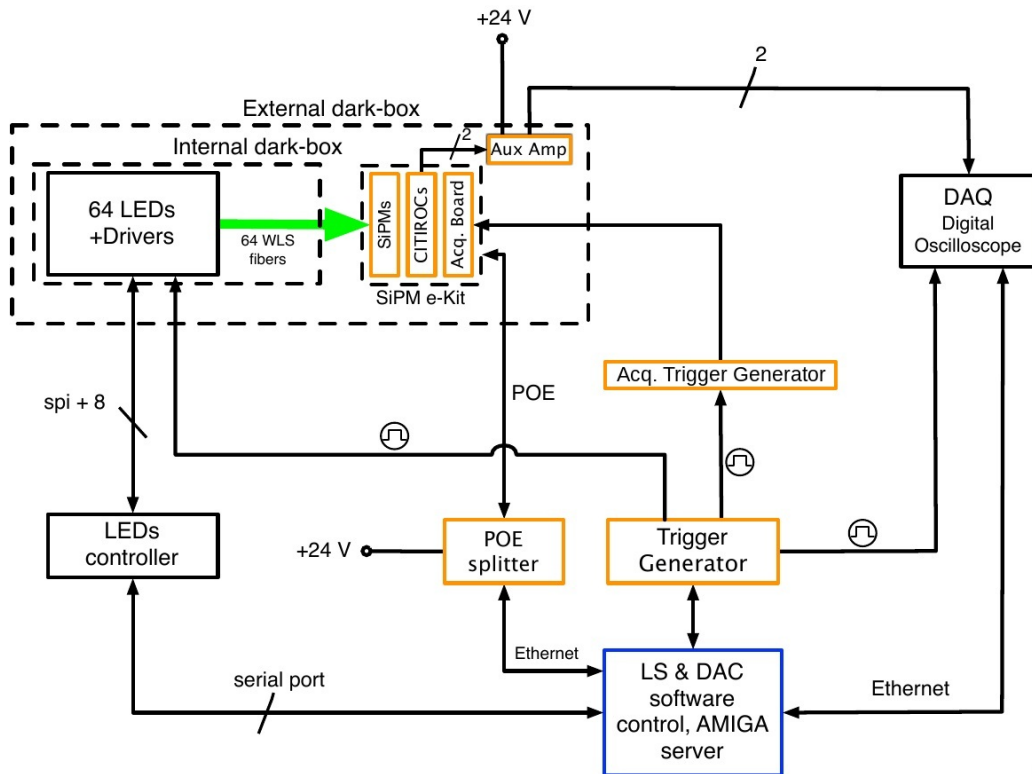 +24 V
2
External dark-box
2
Aux Amp
Internal dark-box
64 LEDs
+Drivers
64 WLS
fibers
SiPMs
CITIROCs
Acq. Board
SiPM e-Kit
DAQ
Digital
Oscilloscope
Acq. Trigger Generator
POE
spi + 8
LEDs
controller
+24 V
POE
splitter
Trigger
Generator
Ethernet
serial port
LS & DAC
software
control, AMIGA
server
Ethernet